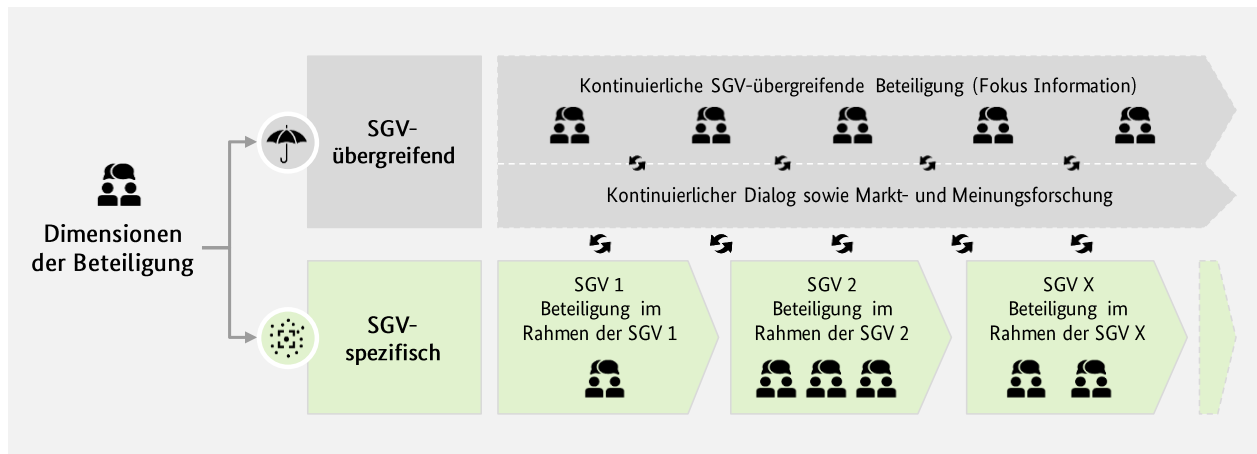 Dimensionen
der Beteiligung
SGV-
übergreifend
Kontinuierliche SGV-übergreifende Beteiligung (Fokus Information)
Kontinuierlicher Dialog sowie Markt- und Meinungsforschung
SGV-
spezifisch
SGV 1
Beteiligung im
Rahmen der SGV 1
SGV 2
Beteiligung im
Rahmen der SGV 2
SGV X
Beteiligung im
Rahmen der SGV X